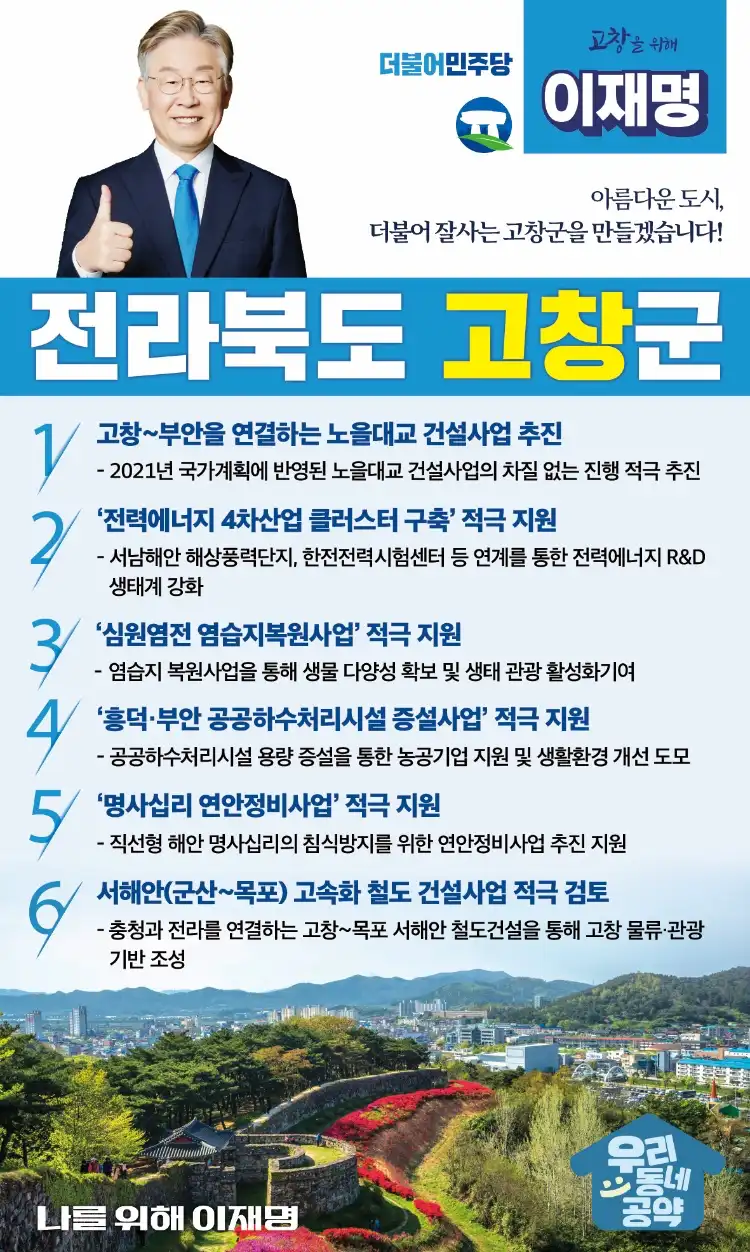 더불어민주당
고창을 위해
이재명
아름다운 도시,
더불어 잘사는 고창군을 만들겠습니다!
전라북도 고창군
1 고창~부안을 연결하는 노을대교 건설사업 추진
- 2021년 국가계획에 반영된 노을대교 건설사업의 차질 없는 진행 적극 추진
2 ‘전력에너지 4차산업 클러스터 구축’ 적극 지원
- 서남해안 해상풍력단지, 한전전력시험센터 등 연계를 통한 전력에너지 R&D
생태계 강화
3 ‘심원염전 염습지복원사업’ 적극 지원
- 염습지 복원사업을 통해 생물 다양성 확보 및 생태 관광 활성화기여
4 ‘흥덕·부안 공공하수처리시설 증설사업’ 적극 지원
- 공공하수처리시설 용량 증설을 통한 농공기업 지원 및 생활환경 개선 도모
5 ‘명사십리 연안정비사업’ 적극 지원
- 직선형 해안 명사십리의 침식방지를 위한 연안정비사업 추진 지원
6 서해안(군산~목포) 고속화 철도 건설사업 적극 검토
- 충청과 전라를 연결하는 고창~목포 서해안 철도건설을 통해 고창 물류·관광
기반 조성
우리
동네
공약
나를 위해 이재명